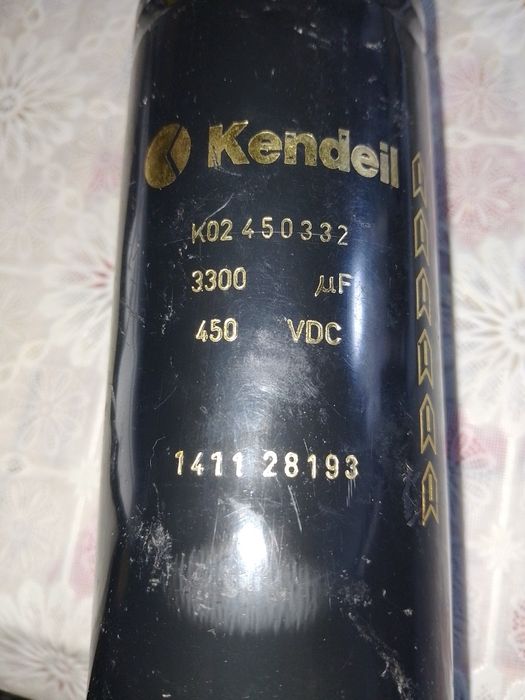 Kendeil
K02 450332
3300 μF
450 VDC
1411 28193